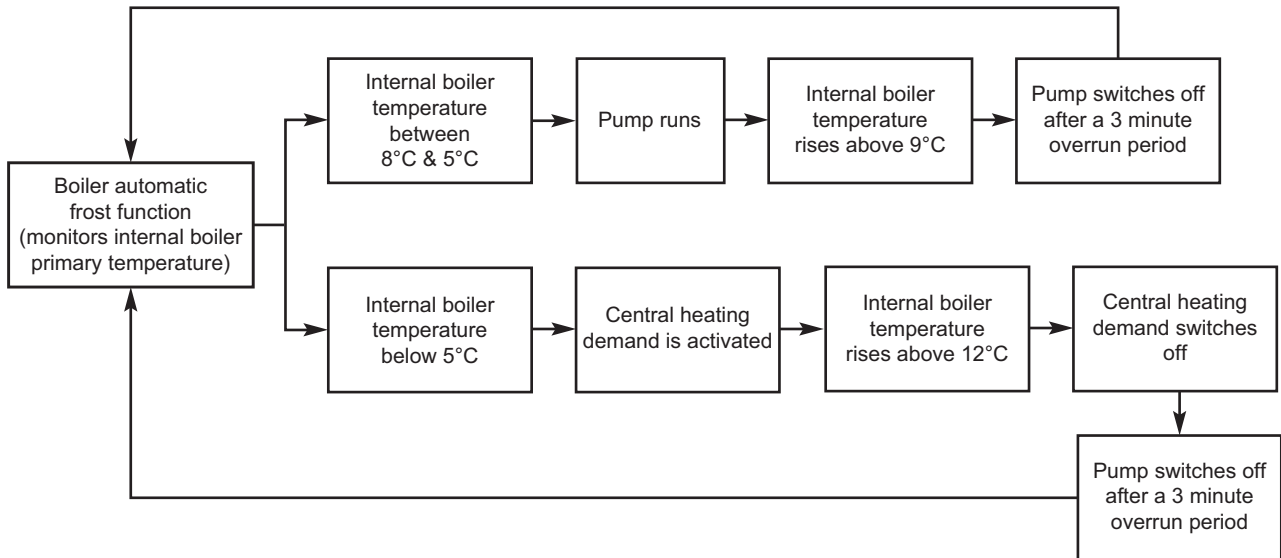 Boiler automatic
frost function
(monitors internal boiler
primary temperature)
Internal boiler
temperature
between
8°C & 5°C
Pump runs
Internal boiler
temperature
rises above 9°C
Pump switches off
after a 3 minute
overrun period
Internal boiler
temperature
below 5°C
Central heating
demand is activated
Internal boiler
temperature
rises above 12°C
Central heating
demand switches
off
Pump switches off
after a 3 minute
overrun period